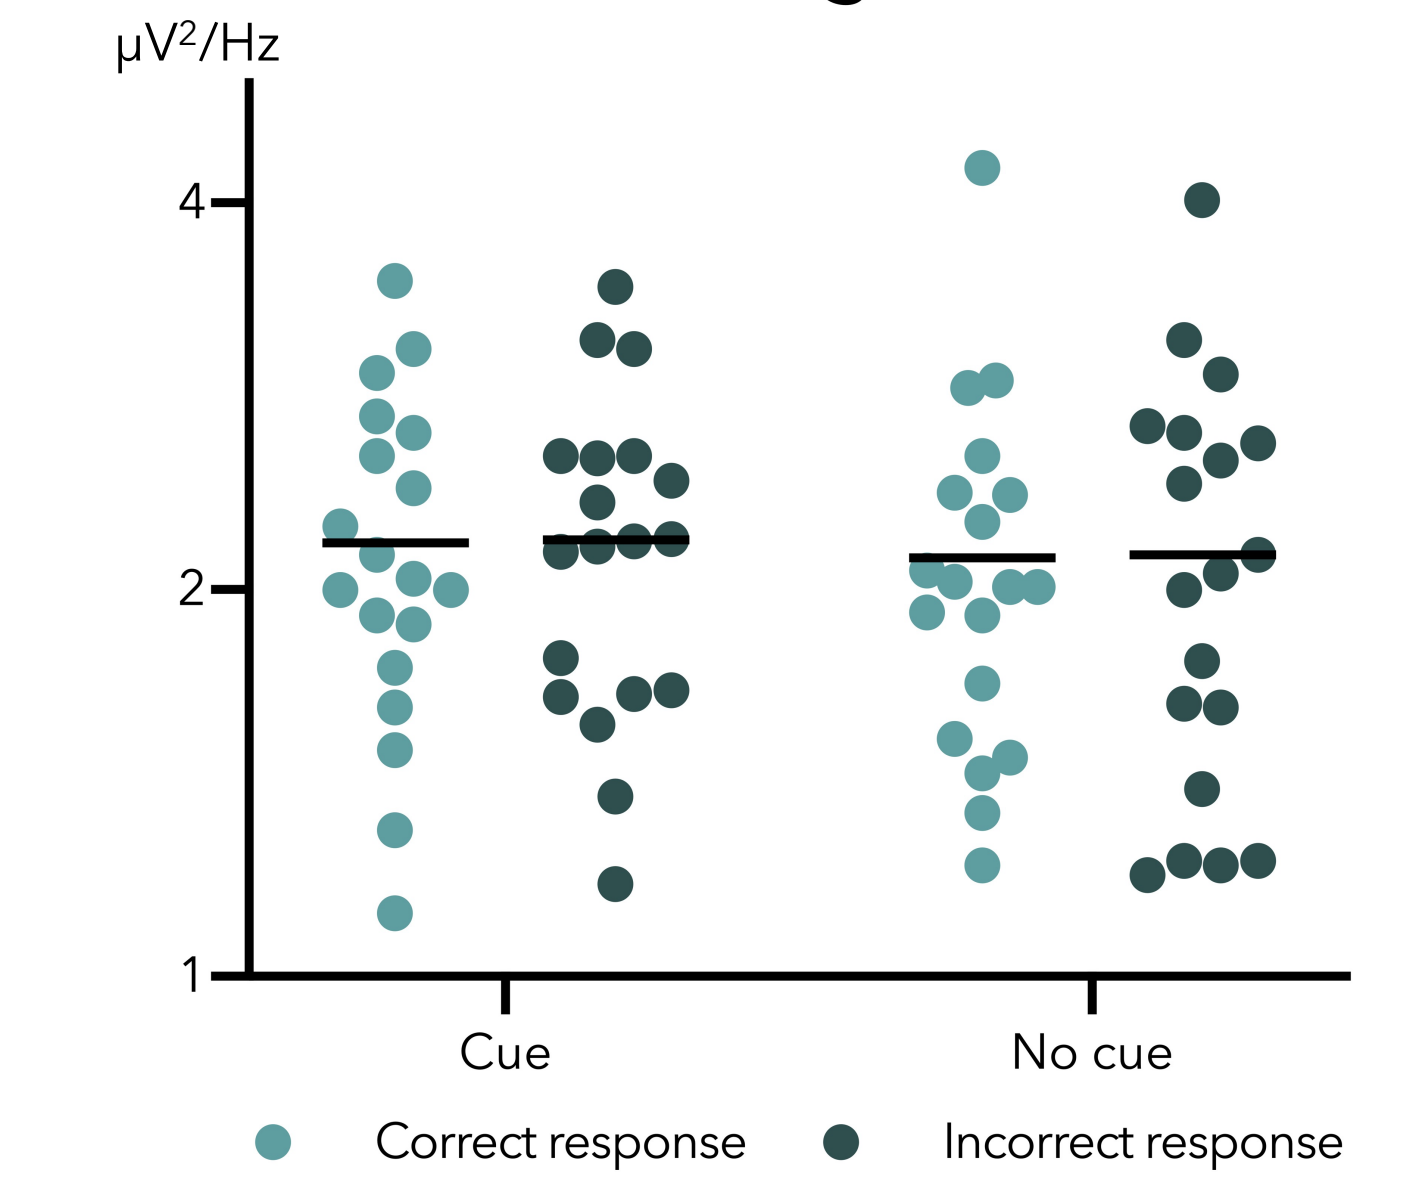 μV²/Hz
4
2
1
Cue
No cue
Correct response
Incorrect response